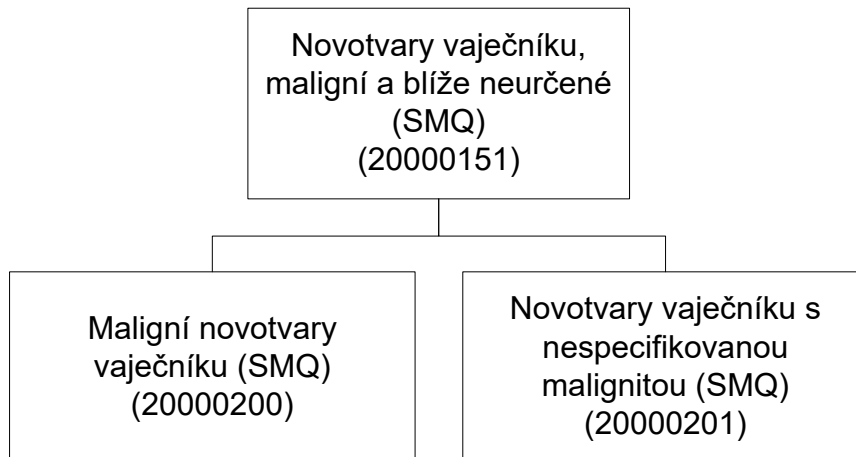 Novotvary vaječníku,
maligní a blíže neurčené
(SMQ)
(20000151)
Maligní novotvary
vaječníku (SMQ)
(20000200)
Novotvary vaječníku s
nespecifikovanou
malignitou (SMQ)
(20000201)